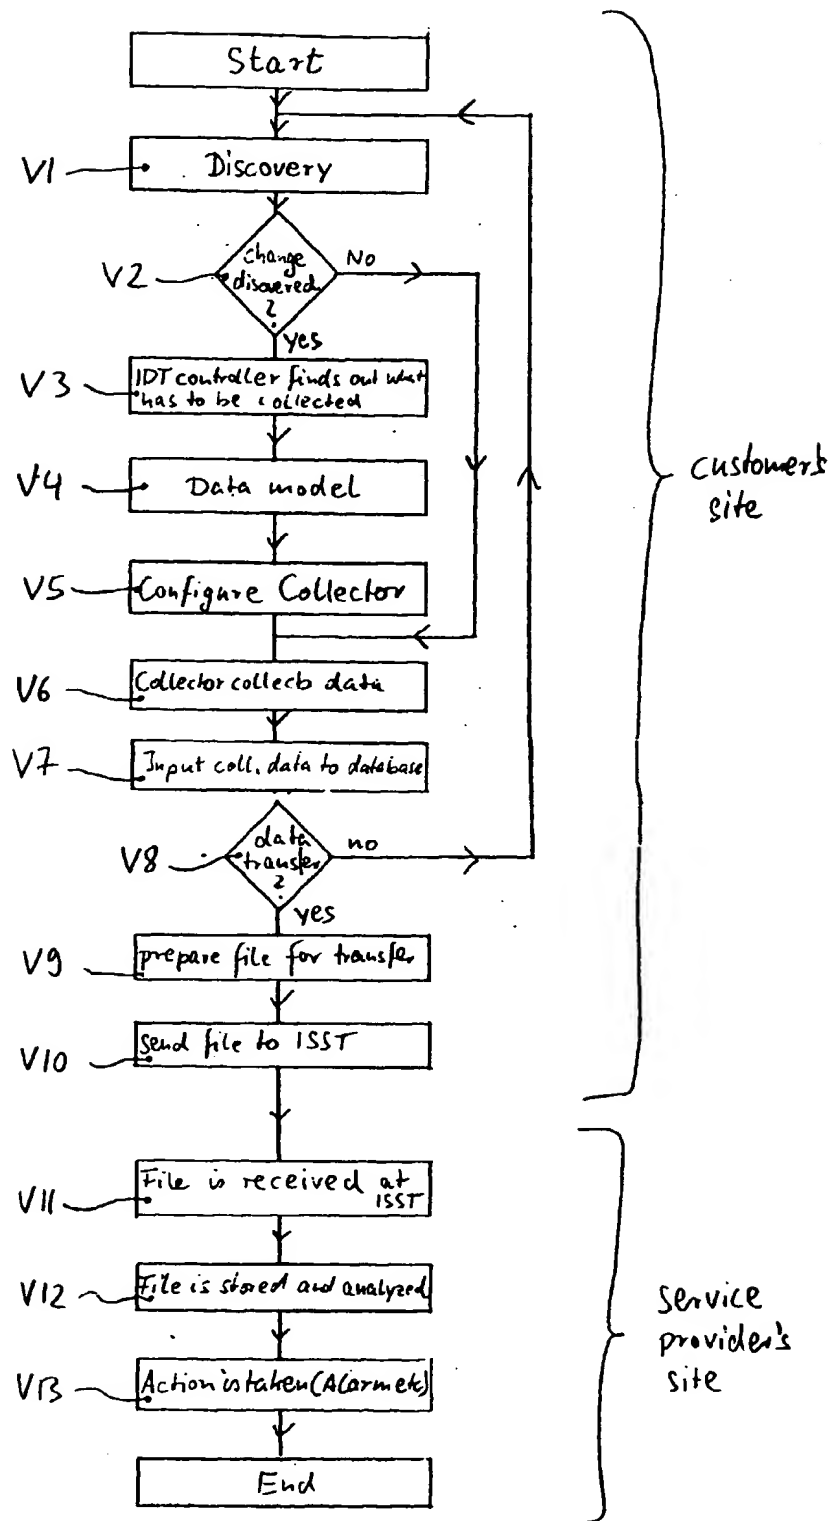 Start
V1
Discovery
V2
change
discovered
?
No
yes
V3
IDT controller finds out what
has to be collected
V4
Data model
V5
Configure Collector
V6
Collector collects data
V7
Input coll. data to database
V8
data
transfer
?
no
yes
V9
prepare file for transfer
V10
send file to ISST
customer's
site
V11
File is received at
ISST
V12
File is stored and analyzed
V13
Action is taken (Alarm etc)
End
service
provider's
site